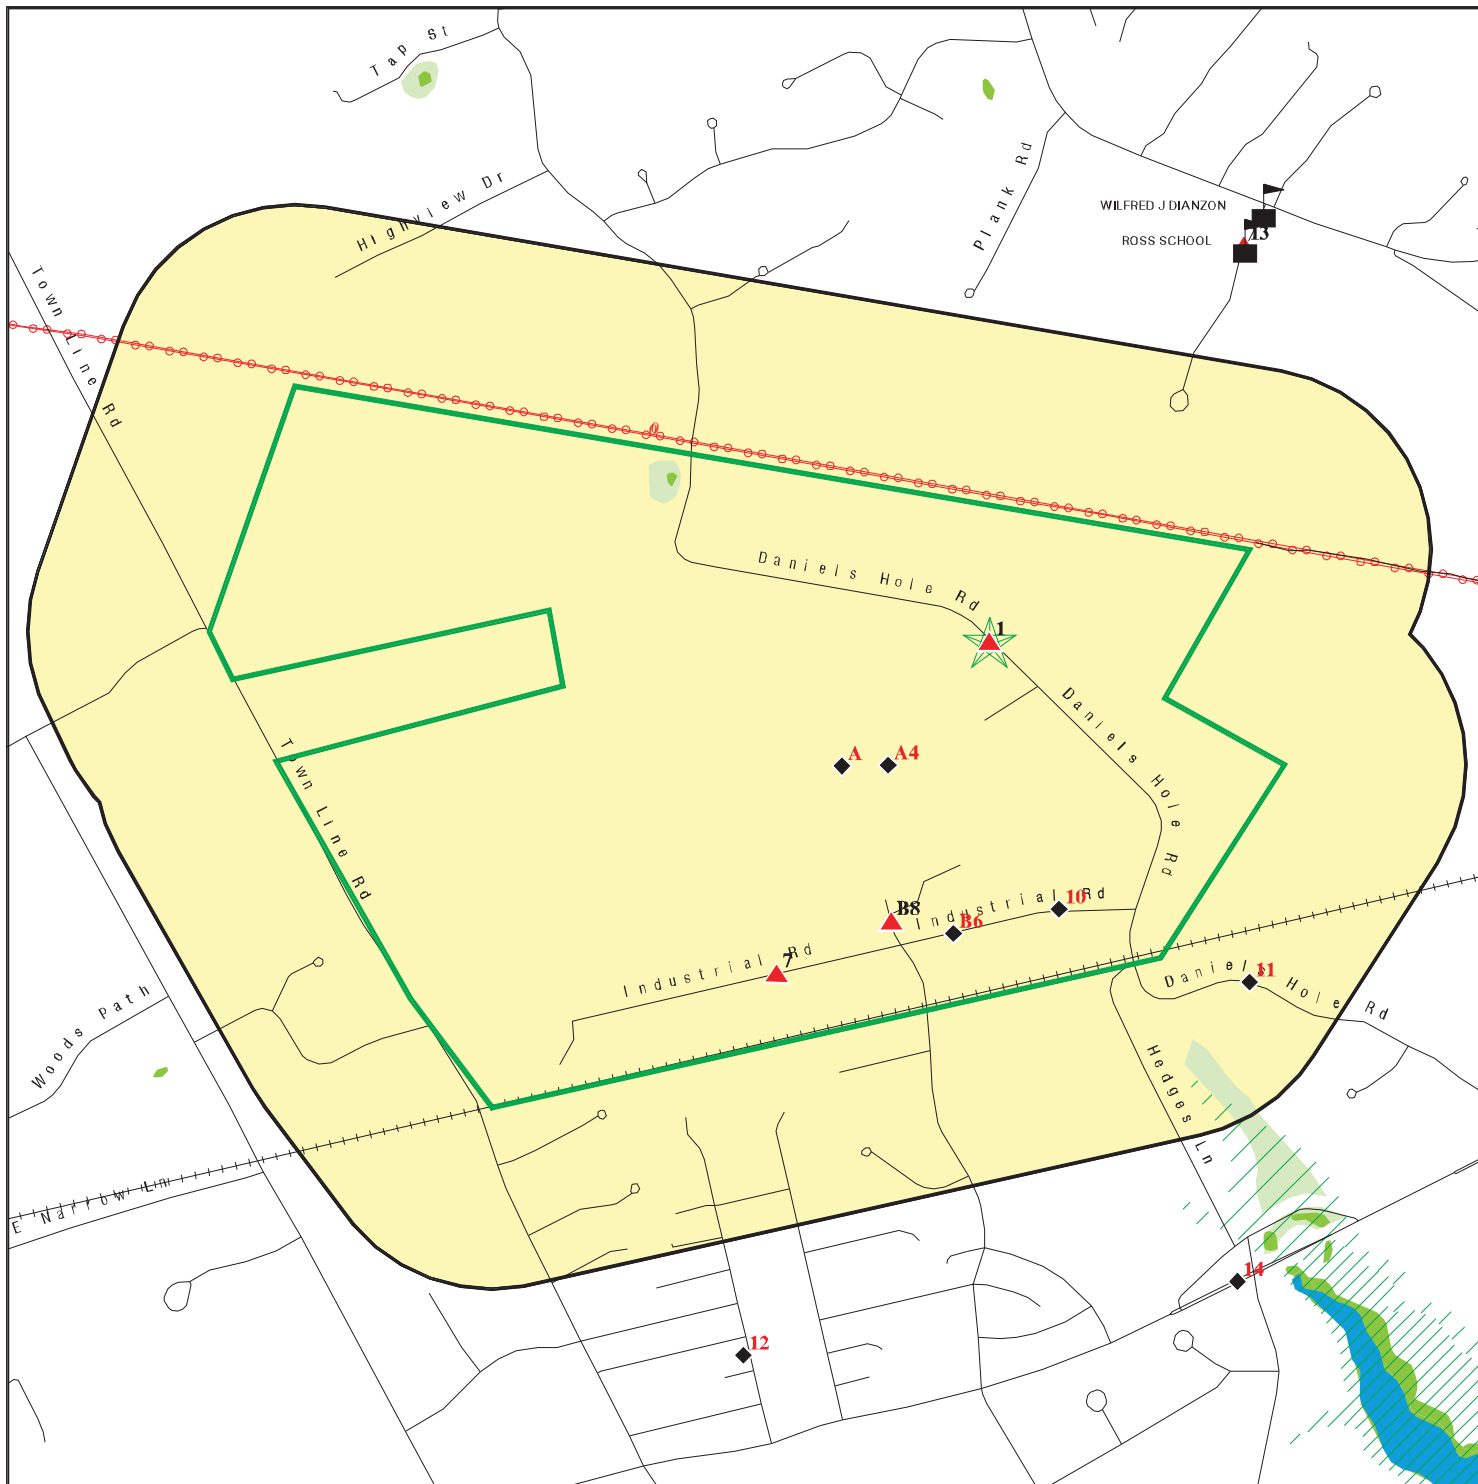 Tap St
Plank Rd
Highview Dr
WILFRED J DIANZON
ROSS SCHOOL
13
Town Line Rd
0
Daniels Hole Rd
1
Daniels Hole Rd
Town Line Rd
A
A4
10
Industrial Rd
B8
B6
Industrial Rd
7
Daniels Hole Rd
11
Woods Path
Hedges Ln
E Narrow Ln
14
12